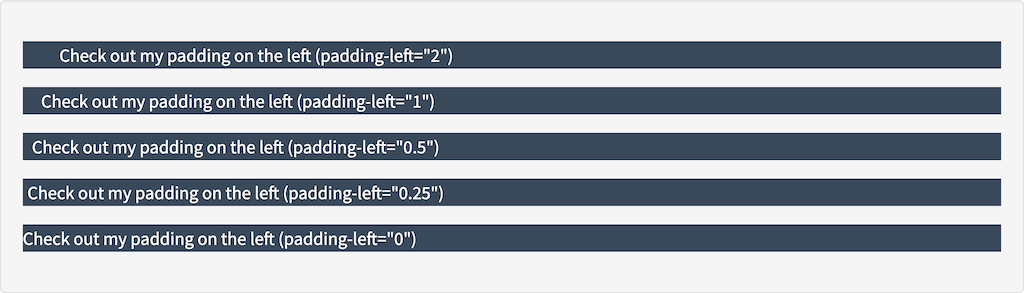 Check out my padding on the left (padding-left="2")
Check out my padding on the left (padding-left="1")
Check out my padding on the left (padding-left="0.5")
Check out my padding on the left (padding-left="0.25")
Check out my padding on the left (padding-left="0")